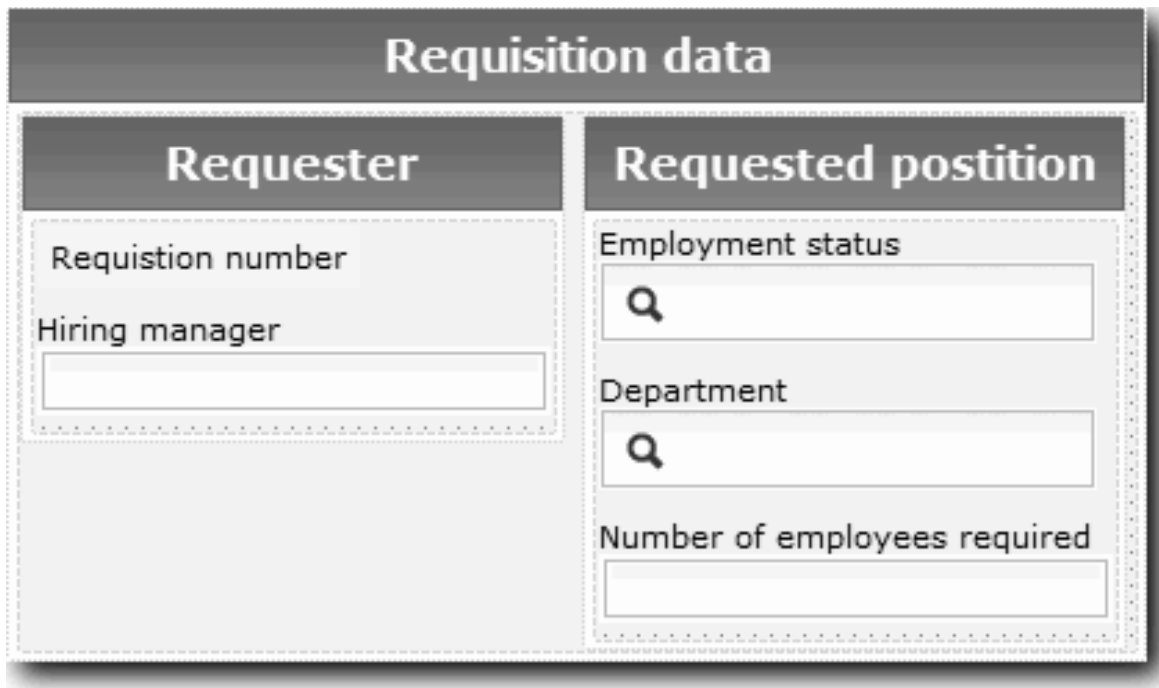 Requisition data
Requester
Requistion number
Hiring manager
Requested postition
Employment status
Department
Number of employees required